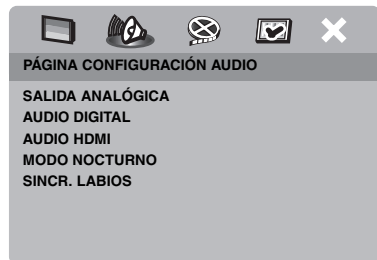 PÁGINA CONFIGURACIÓN AUDIO
SALIDA ANALÓGICA
AUDIO DIGITAL
AUDIO HDMI
MODO NOCTURNO
SINCR. LABIOS